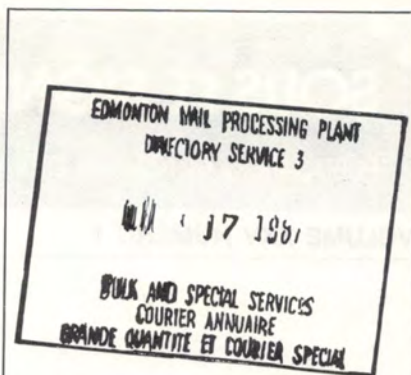 EDMONTON MAIL PROCESSING PLANT
DIRECTORY SERVICE 3
17
BULK AND SPECIAL SERVICES
COURIER ANNUAIRE
GRANDE QUANTITE ET COURIER SPECIAL